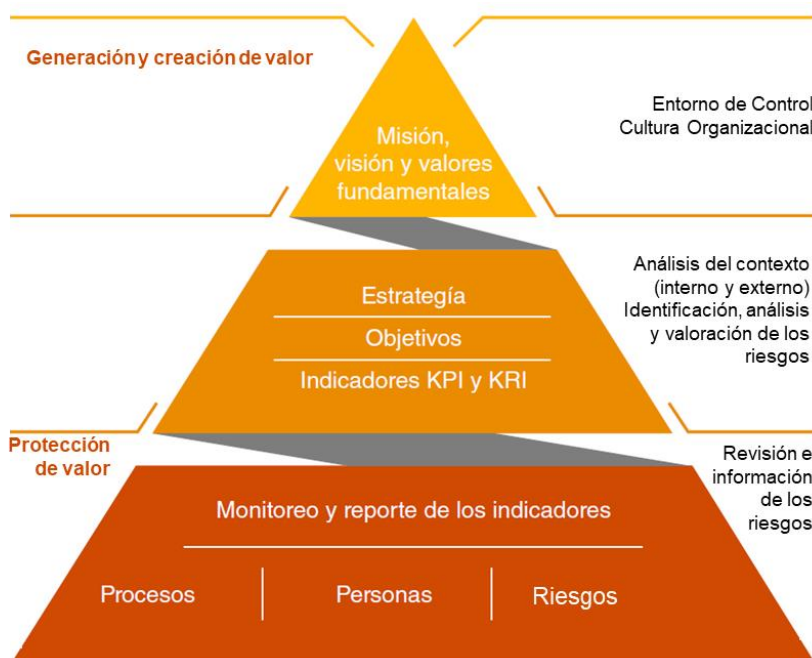 Generación y creación de valor
Entorno de Control
Cultura Organizacional
Misión,
visión y valores
fundamentales
Análisis del contexto
(interno y externo)
Identificación, análisis
y valoración de los
riesgos
Estrategía
Objetivos
Indicadores KPI y KRI
Protección
de valor
Revisión e
información
de los
riesgos
Monitoreo y reporte de los indicadores
Procesos
Personas
Riesgos